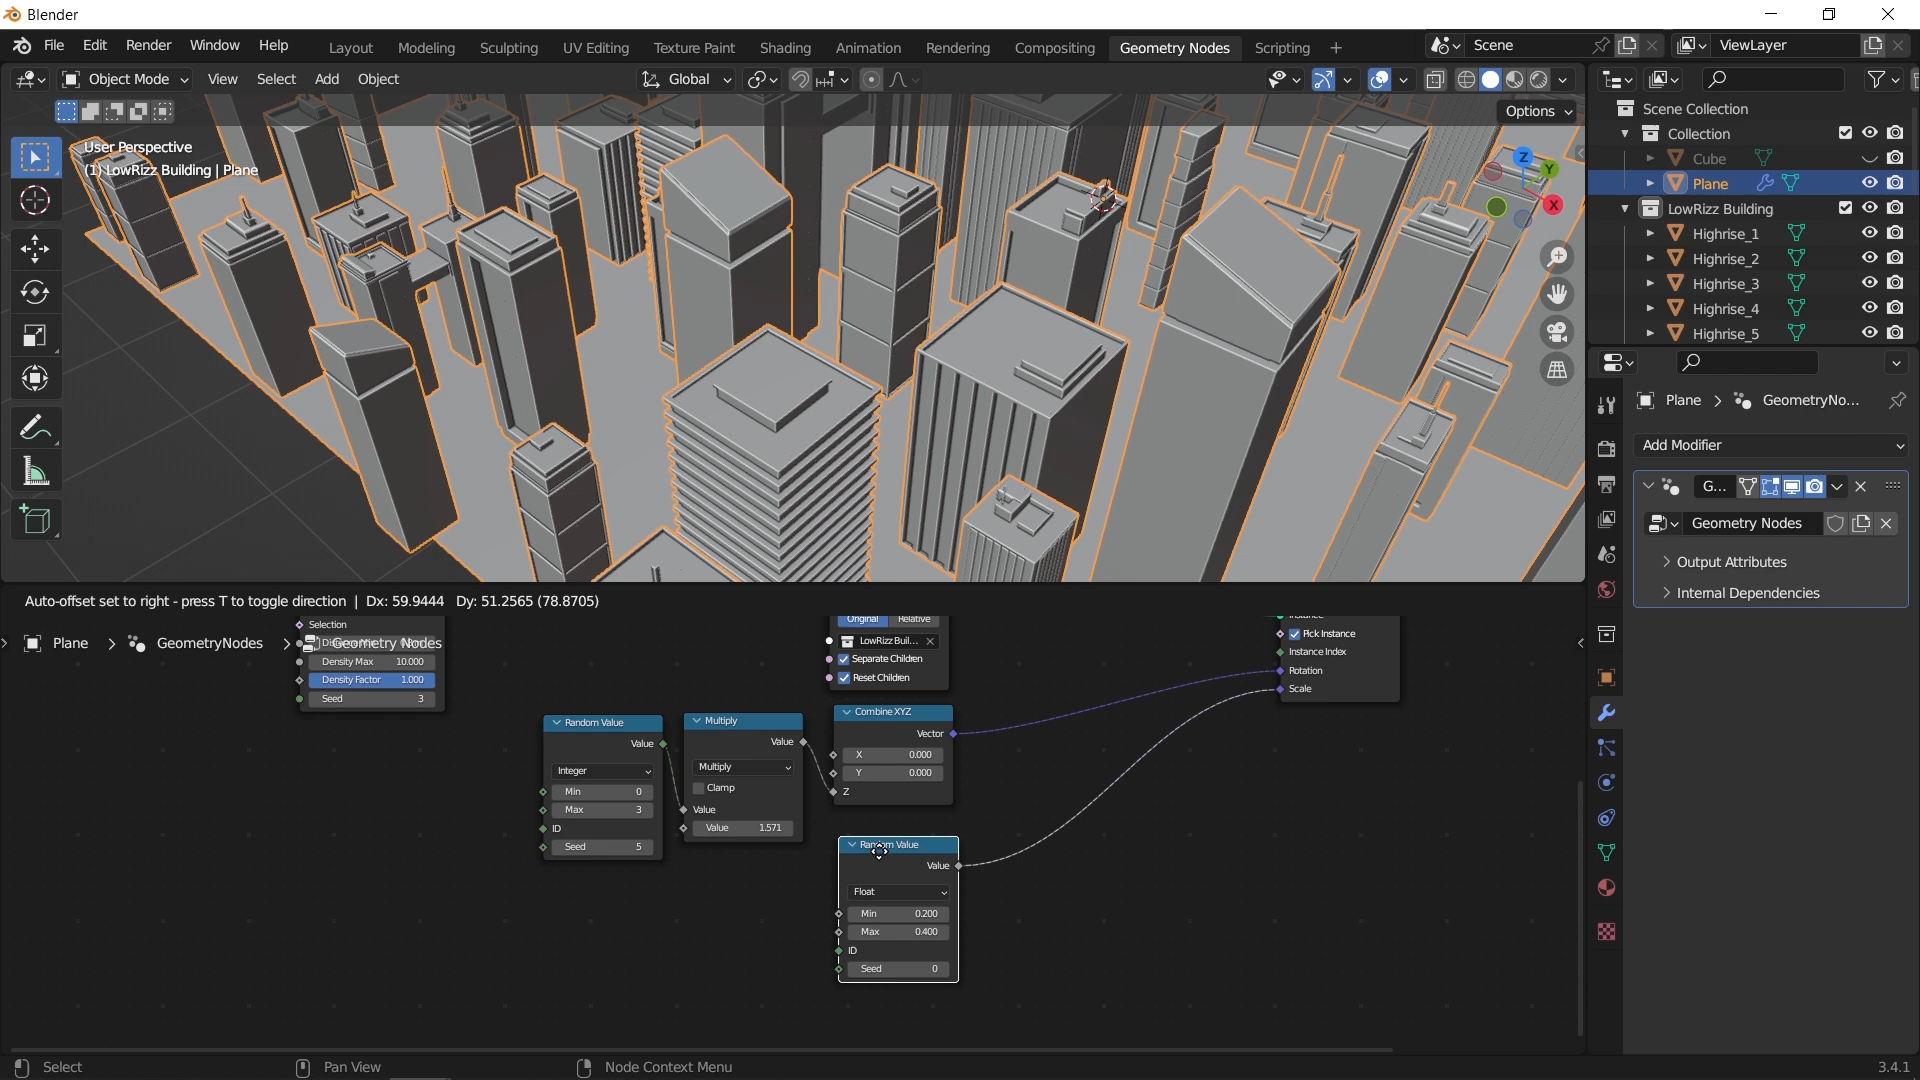 Blender
File Edit Render Window Help Layout Modeling Sculpting UV Editing Texture Paint Shading Animation Rendering Compositing Geometry Nodes Scripting + Scene ViewLayer
Object Mode View Select Add Object Global
Options
User Perspective
(1) LowRizz Building | Plane
Z
Y
X
Scene Collection
Collection
Cube
Plane
LowRizz Building
Highrise_1
Highrise_2
Highrise_3
Highrise_4
Highrise_5
Plane > GeometryNo...
Add Modifier
G...
Geometry Nodes
Output Attributes
Internal Dependencies
Auto-offset set to right - press T to toggle direction | Dx: 59.9444 Dy: 51.2565 (78.8705)
Plane > GeometryNodes > Geometry Nodes
Selection
Density Max 10.000
Density Factor 1.000
Seed 3
Original Relative
LowRizz Buil...
Separate Children
Reset Children
Instance
Pick Instance
Instance Index
Rotation
Scale
Random Value
Value
Integer
Min 0
Max 3
ID
Seed 5
Multiply
Value
Multiply
Clamp
Value
Value 1.571
Combine XYZ
Vector
X 0.000
Y 0.000
Z
Random Value
Value
Float
Min 0.200
Max 0.400
ID
Seed 0
Select Pan View Node Context Menu 3.4.1